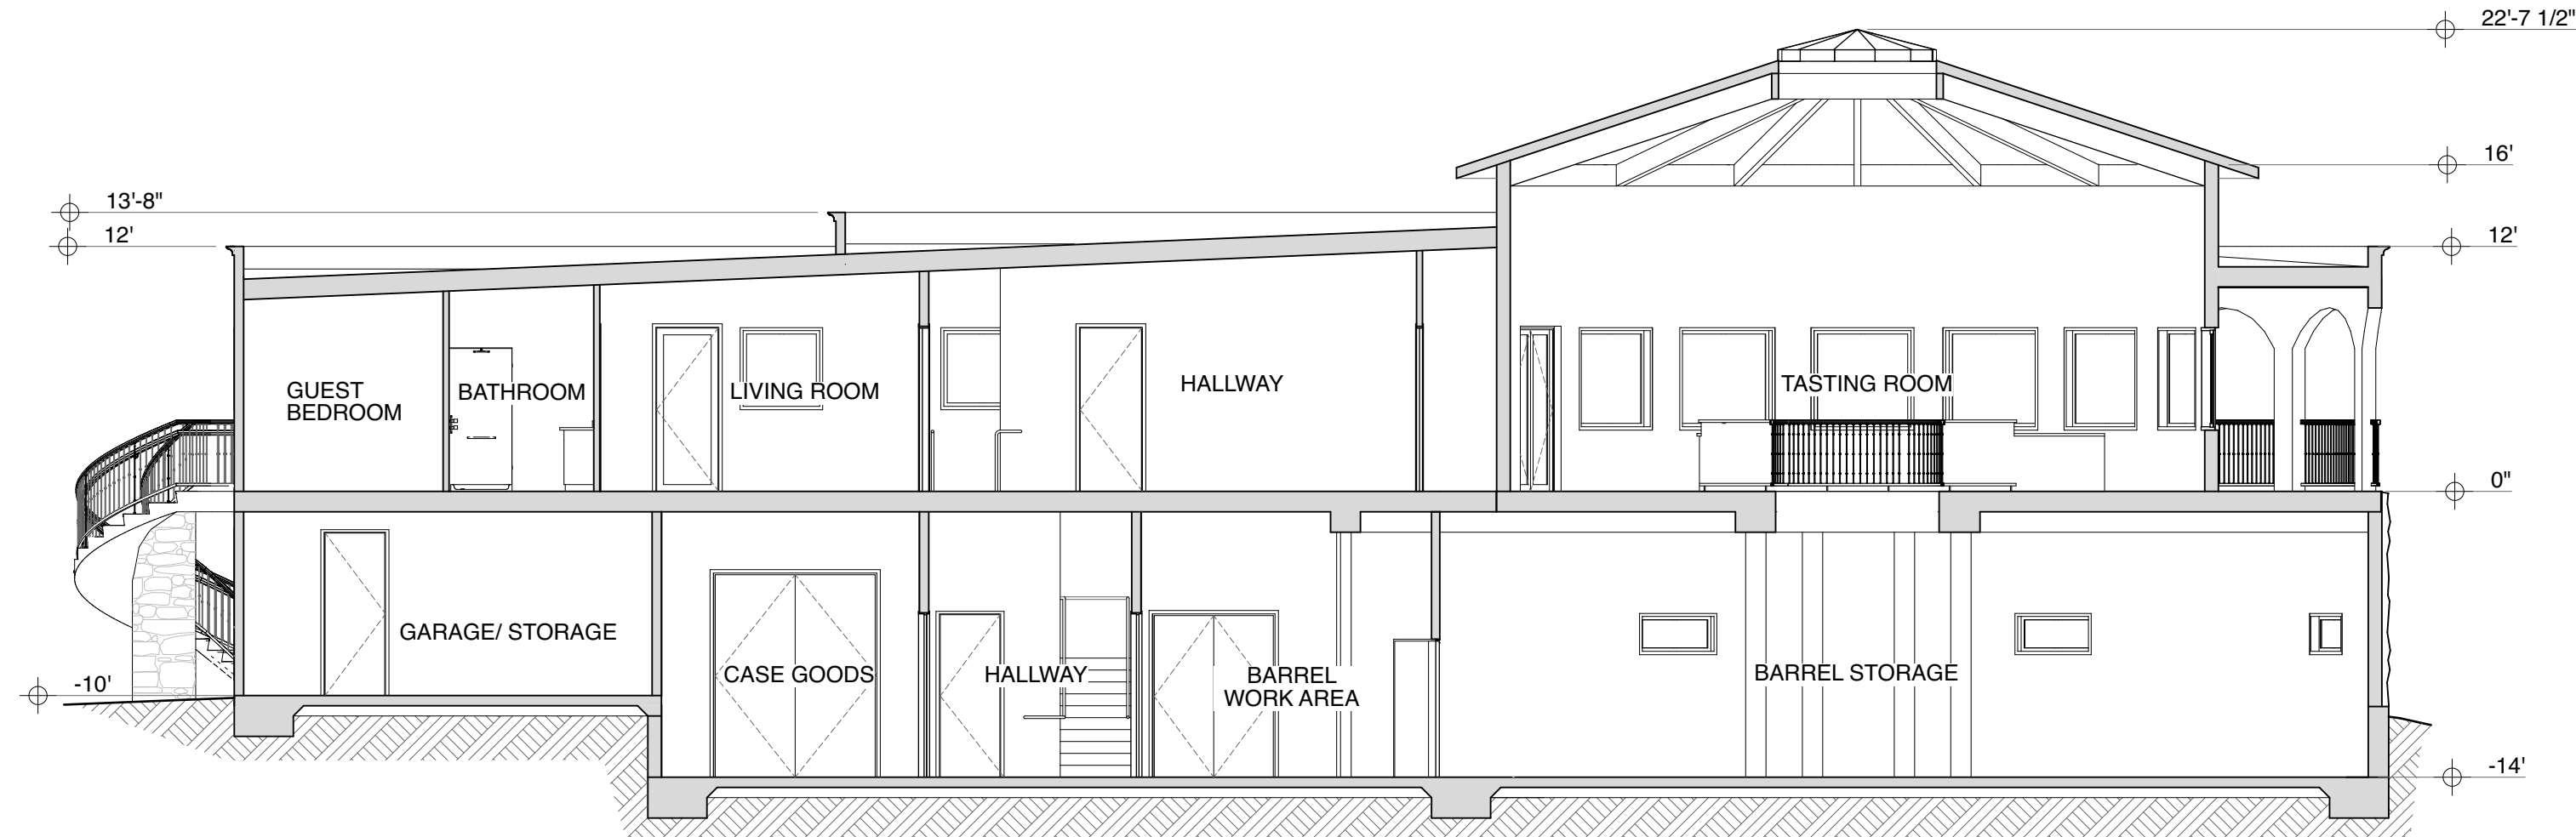 22'-7 1/2"
16'
13'-8"
12'
12'
GUEST
BEDROOM
BATHROOM
LIVING ROOM
HALLWAY
TASTING ROOM
0"
GARAGE/ STORAGE
CASE GOODS
HALLWAY
BARREL
WORK AREA
BARREL STORAGE
-10'
-14'